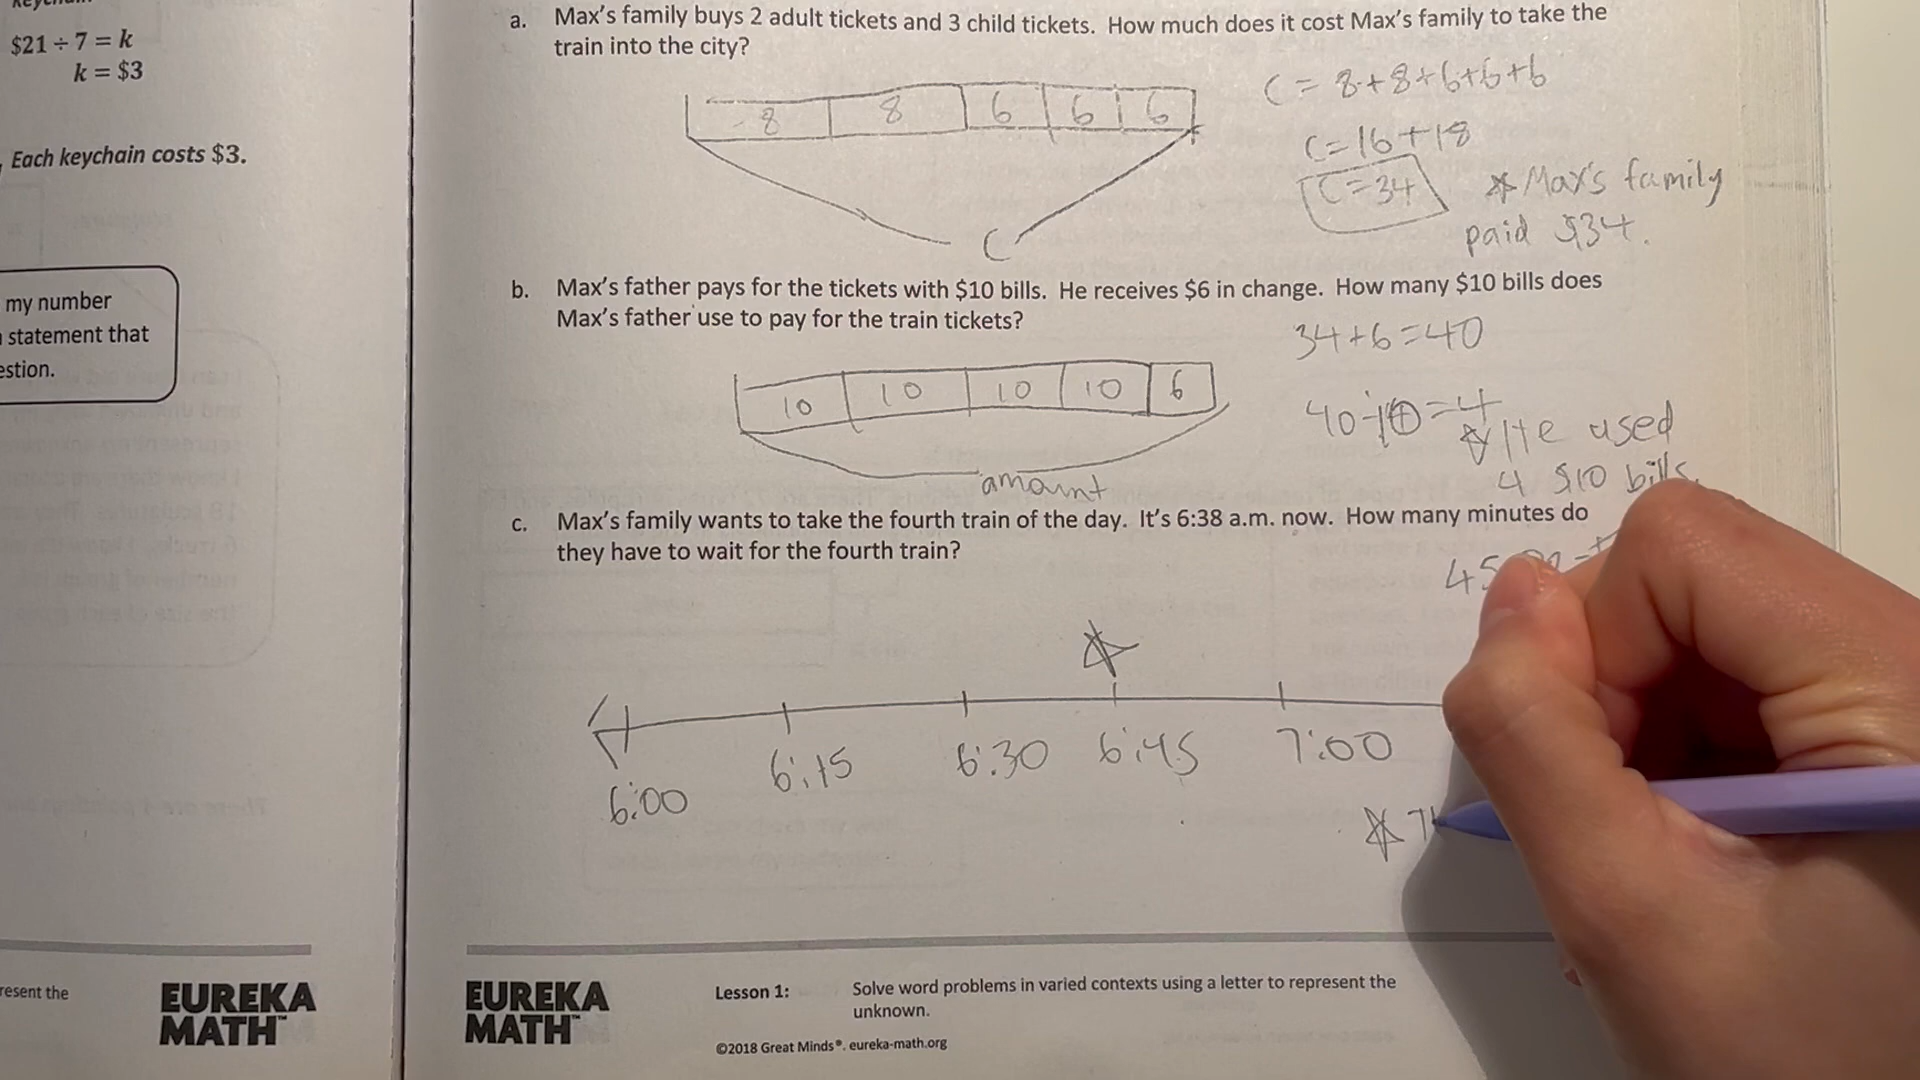 $21 ÷ 7 = k
k = $3
Each keychain costs $3.
my number
statement that
estion.
resent the
EUREKA
MATH™
a. Max's family buys 2 adult tickets and 3 child tickets. How much does it cost Max's family to take the
train into the city?
8 8 6 6 6
C
C = 8+8+6+6+6
C=16+18
C=34
* Max's family
paid $34.
b. Max's father pays for the tickets with $10 bills. He receives $6 in change. How many $10 bills does
Max's father use to pay for the train tickets?
10 10 10 10 6
amount
34+6=40
40÷10=4
* He used
4 $10 bills.
c. Max's family wants to take the fourth train of the day. It's 6:38 a.m. now. How many minutes do
they have to wait for the fourth train?
45
6:00 6:15 6:30 6:45 7:00
EUREKA
MATH™
Lesson 1: Solve word problems in varied contexts using a letter to represent the
unknown.
©2018 Great Minds®. eureka-math.org